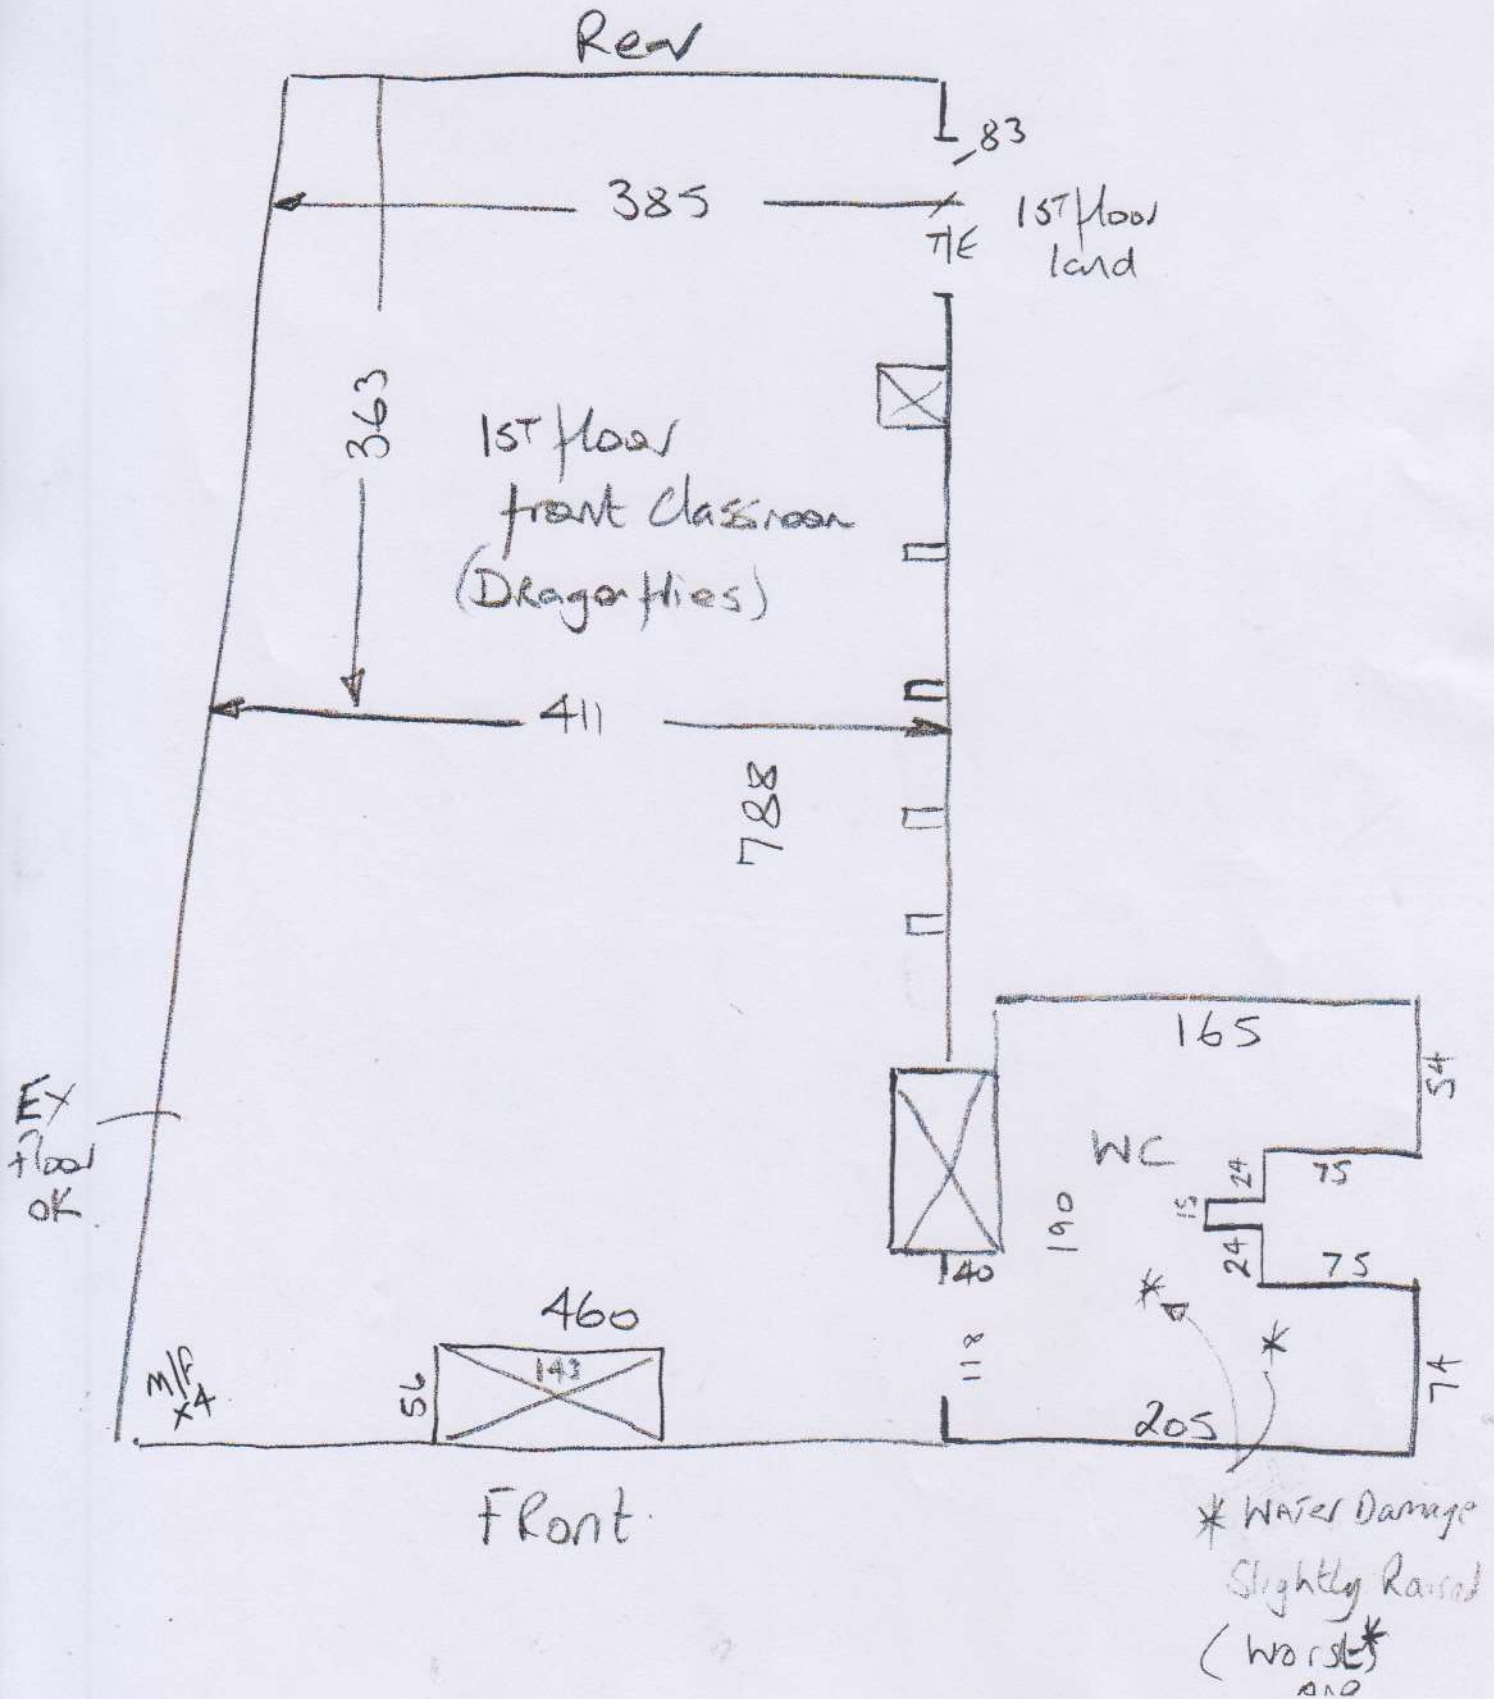 Rear
83
385
T/E
1ST floor
land
363
1ST floor
front Classroom
(Dragonflies)
411
788
165
54
EX
floor
OK
WC
24
75
15
190
24
75
40
460
118
143
56
M/F
x4
74
205
FRont.
* WATER Damage
Slightly Raised
(Worst*